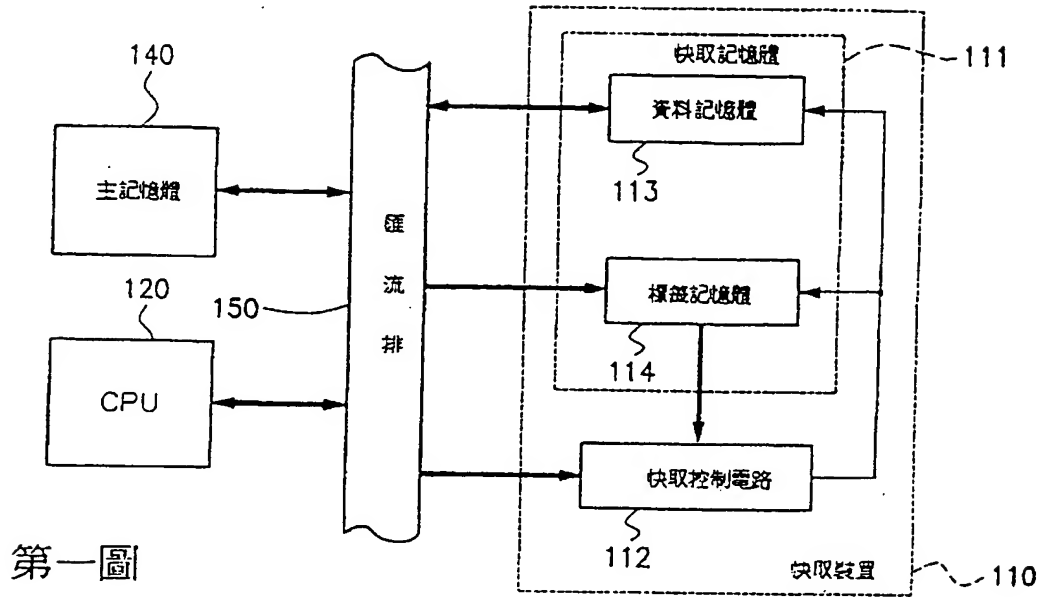 140
主記憶體
120
CPU
150
匯
流
排
快取記憶體
111
資料記憶體
113
標籤記憶體
114
快取控制電路
112
快取裝置
110
第一圖